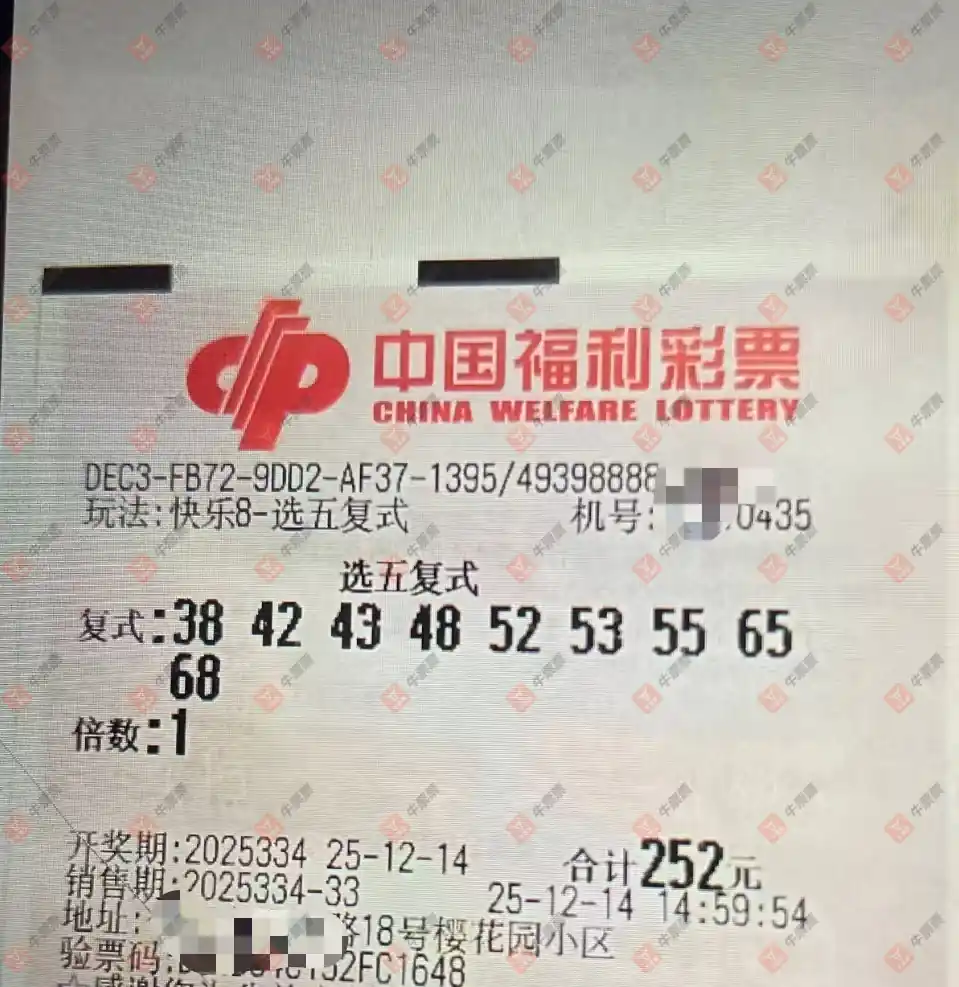 中国福利彩票
CHINA WELFARE LOTTERY
DEC3-FB72-9DD2-AF37-1395/49398888
玩法:快乐8-选五复式 机号: 0435
选五复式
复式:38 42 43 48 52 53 55 65
68
倍数:1
开奖期:2025334 25-12-14 合计252元
销售期:2025334-33 25-12-14 14:59:54
地址: 路18号樱花园小区
验票码: 52FC1648
牛票票